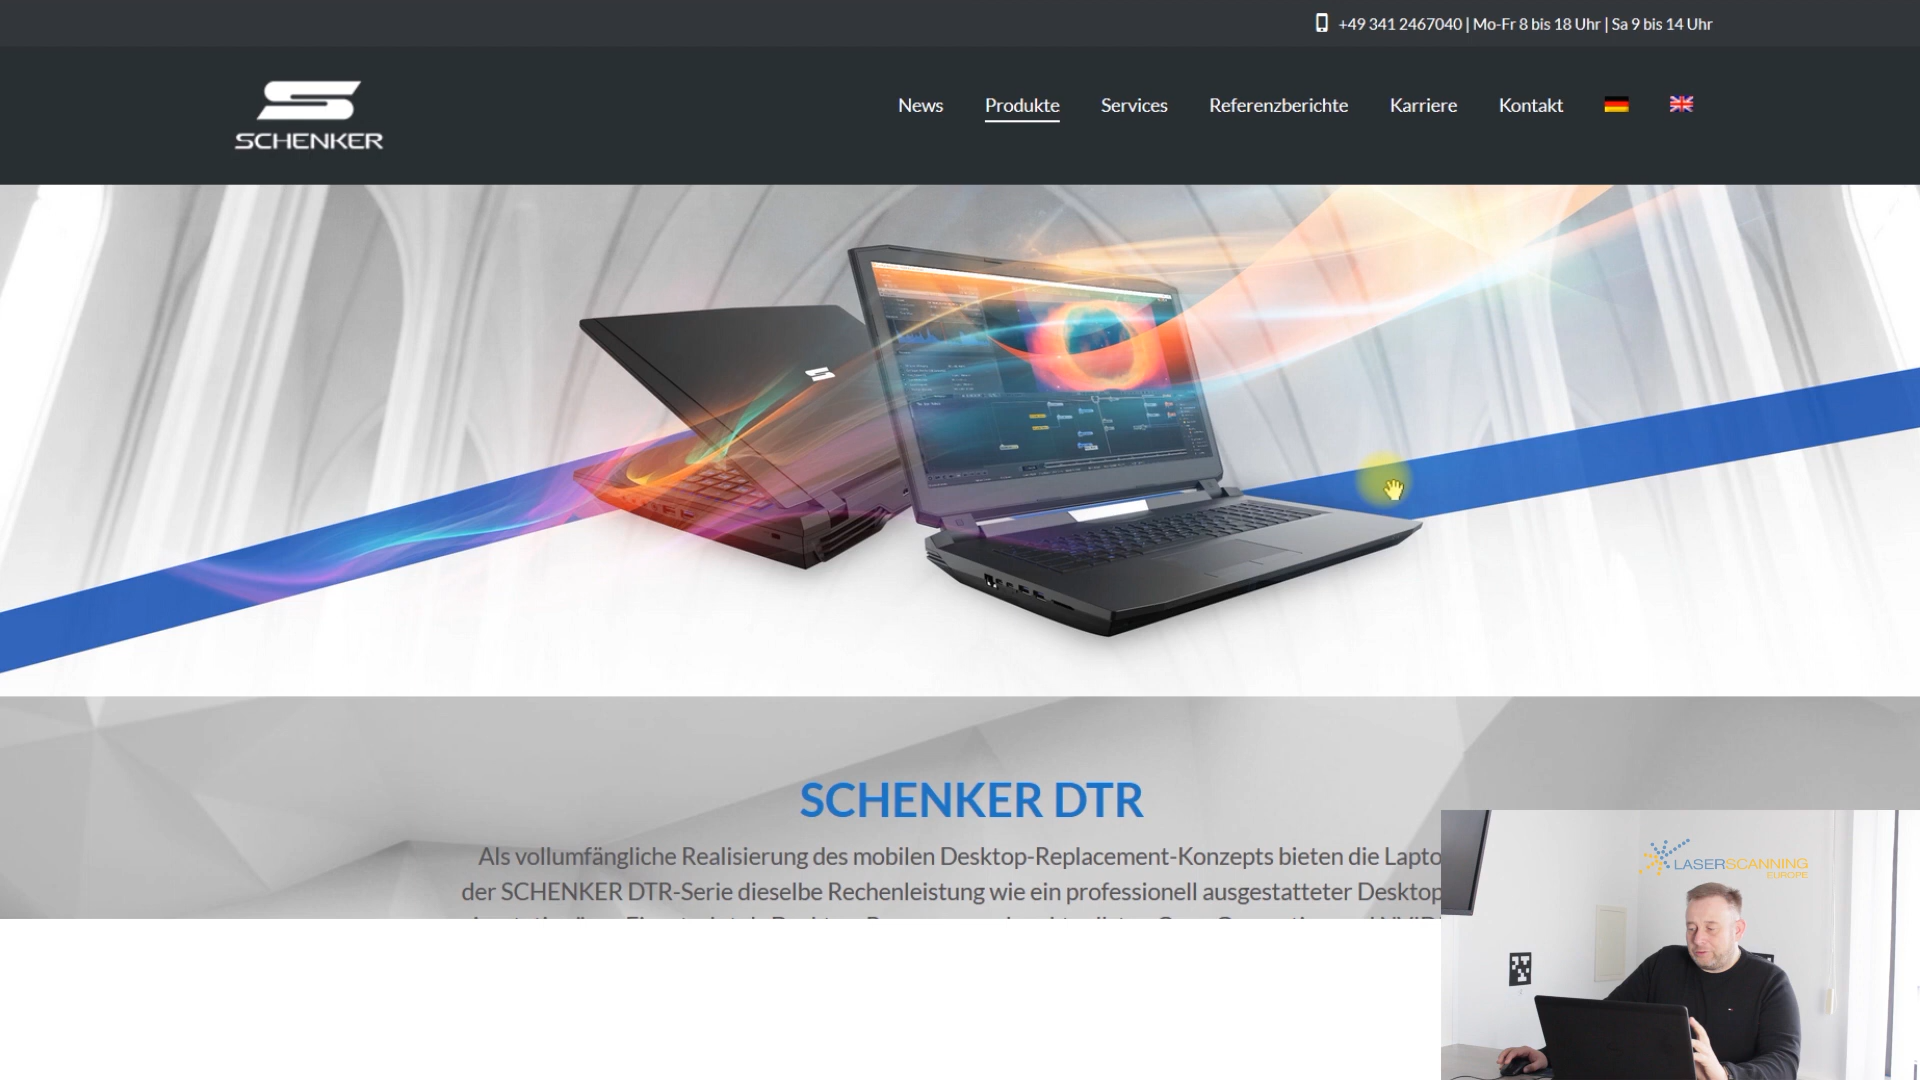 +49 341 2467040 | Mo-Fr 8 bis 18 Uhr | Sa 9 bis 14 Uhr
SCHENKER
News Produkte Services Referenzberichte Karriere Kontakt
SCHENKER DTR
Als vollumfängliche Realisierung des mobilen Desktop-Replacement-Konzepts bieten die Lapto
der SCHENKER DTR-Serie dieselbe Rechenleistung wie ein professionell ausgestatteter Desktop
LASERSCANNING
EUROPE